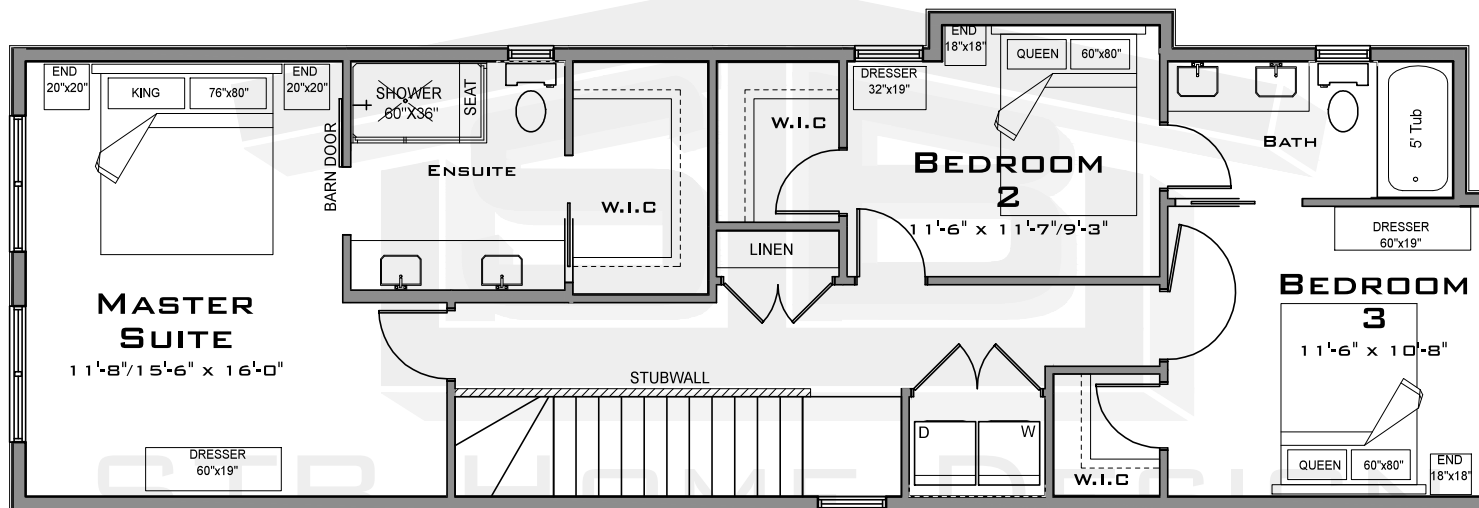 END
20"x20"
KING
76"x80"
END
20"x20"
BARN DOOR
SHOWER
60"X36"
SEAT
ENSUITE
W.I.C
MASTER
SUITE
11'-8"/15'-6" x 16'-0"
DRESSER
60"x19"
W.I.C
LINEN
STUBWALL
DRESSER
32"x19"
END
18"x18"
QUEEN
60"x80"
BEDROOM
2
11'-6" x 11'-7"/9'-3"
BATH
5' Tub
DRESSER
60"x19"
BEDROOM
3
11'-6" x 10'-8"
D
W
W.I.C
QUEEN
60"x80"
END
18"x18"
STB HOME DESIGN